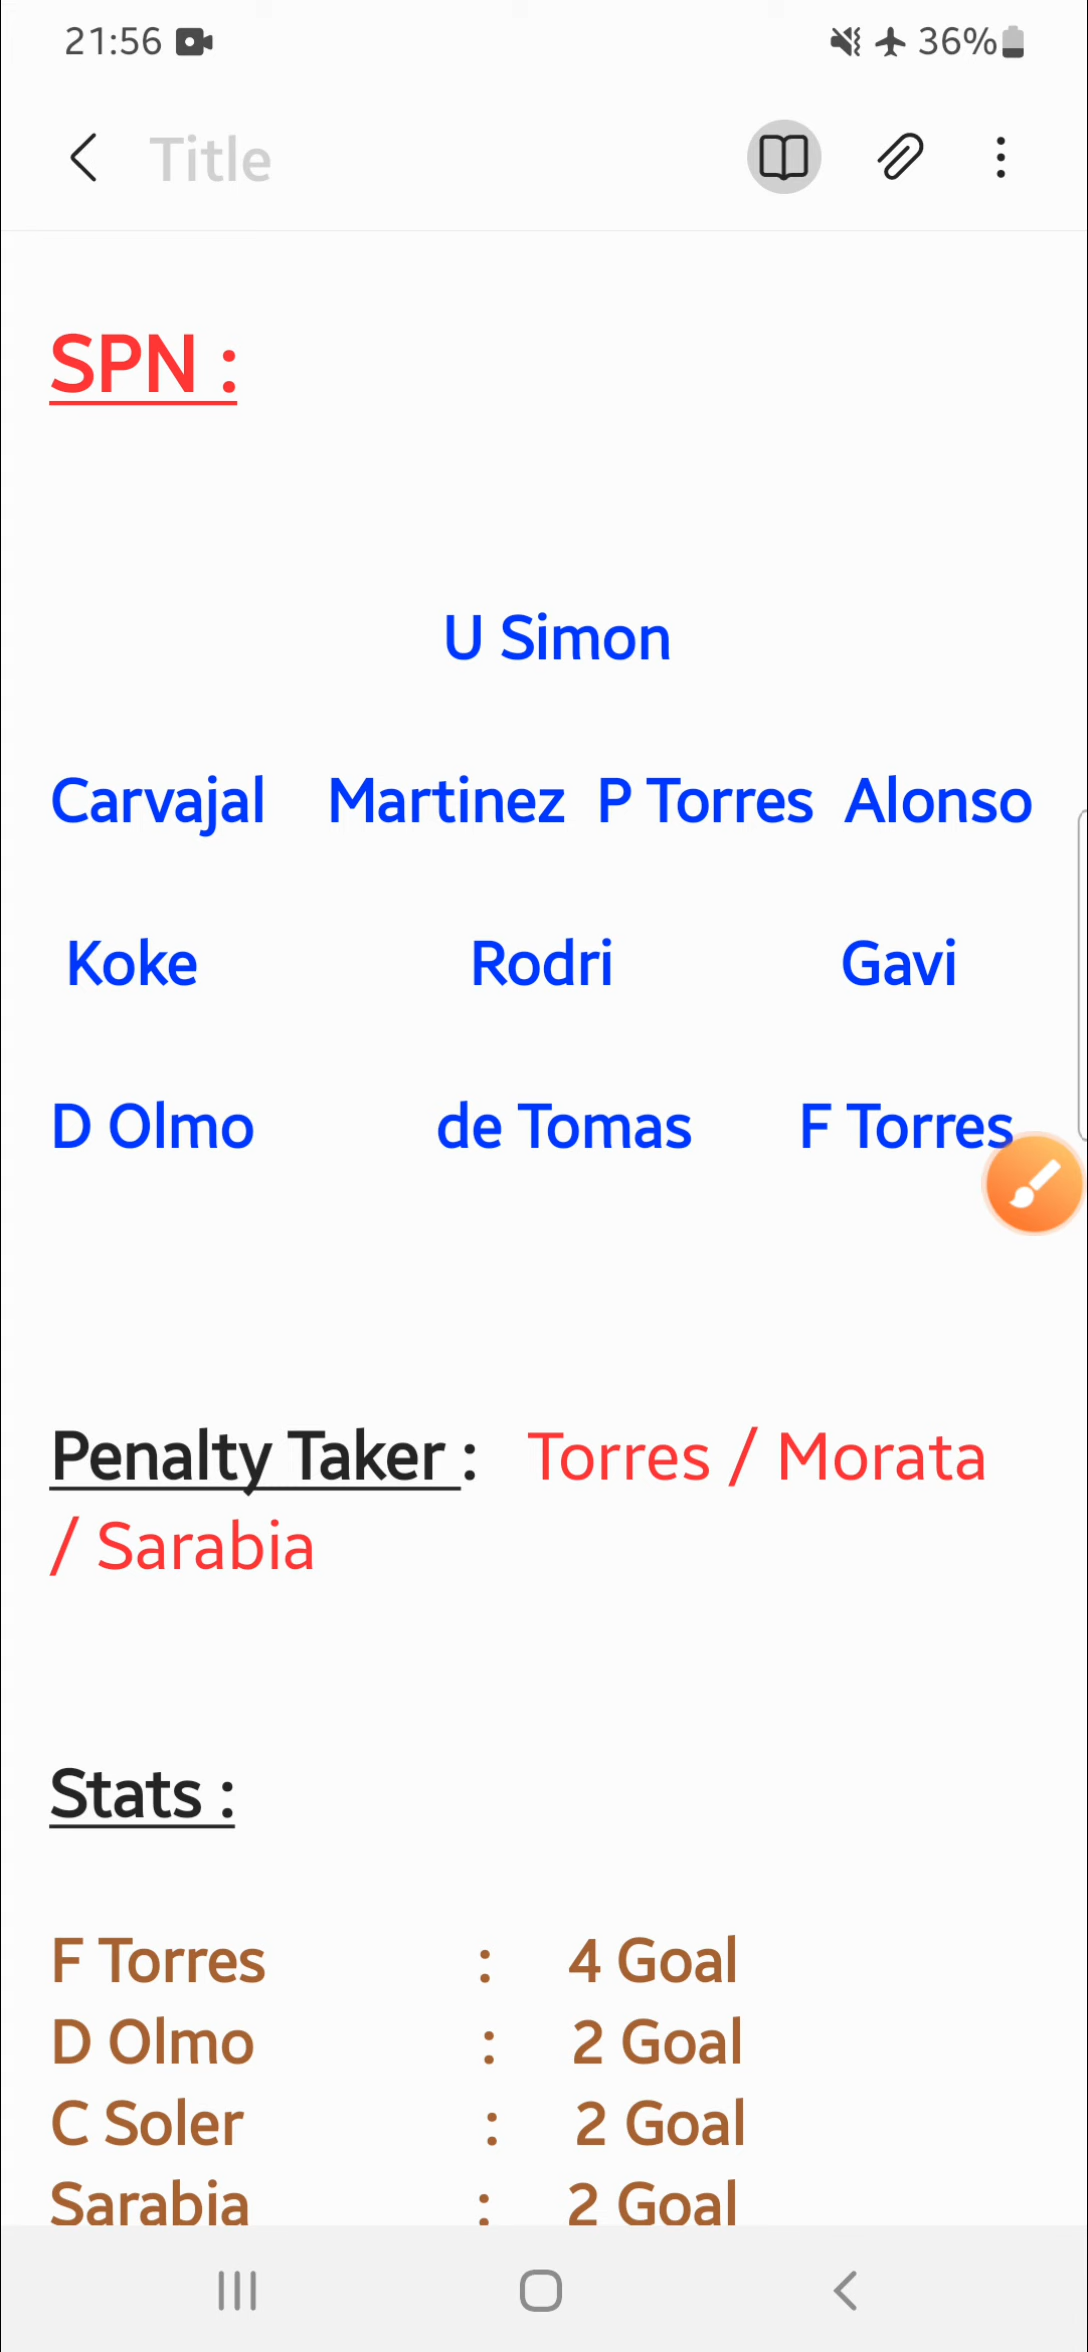 21:56 36%
Title
SPN :
U Simon
Carvajal Martinez P Torres Alonso
Koke Rodri Gavi
D Olmo de Tomas F Torres
Penalty Taker : Torres / Morata
/ Sarabia
Stats :
F Torres : 4 Goal
D Olmo : 2 Goal
C Soler : 2 Goal
Sarabia : 2 Goal